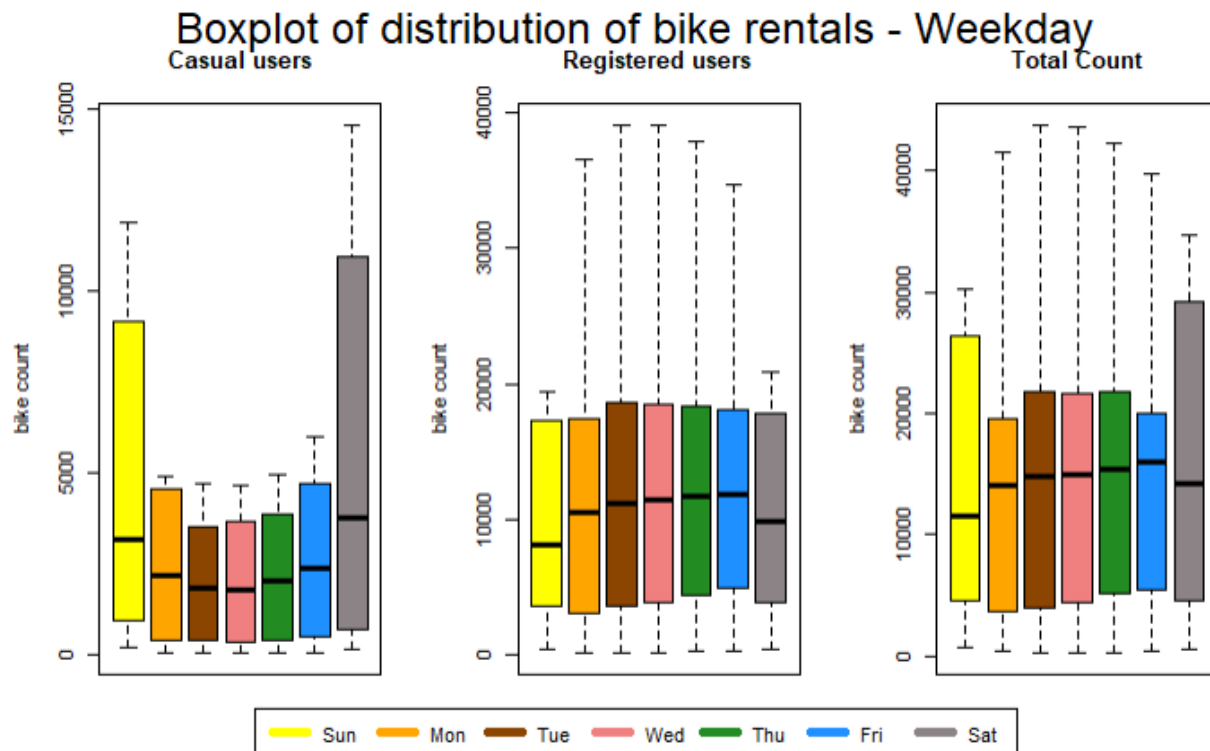 Boxplot of distribution of bike rentals - Weekday
Casual users
Registered users
Total Count
bike count
0
5000
10000
15000
bike count
0
10000
20000
30000
40000
bike count
0
10000
20000
30000
40000
Sun Mon Tue Wed Thu Fri Sat